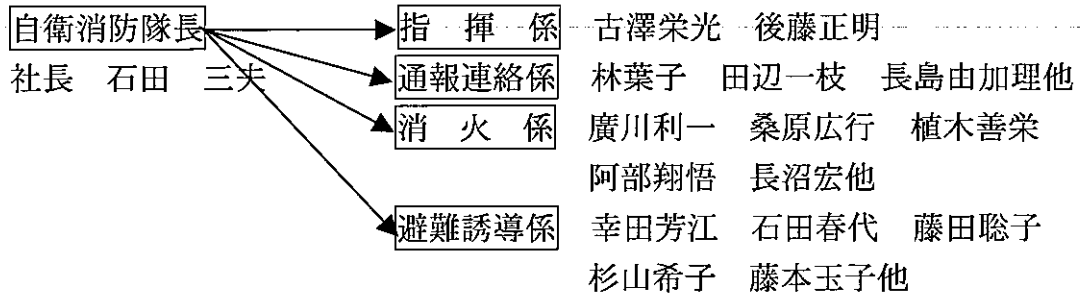 自衛消防隊長 指揮係 古澤栄光 後藤正明
社長 石田 三夫 通報連絡係 林葉子 田辺一枝 長島由加理他
消火係 廣川利一 桑原広行 植木善栄
阿部翔悟 長沼宏他
避難誘導係 幸田芳江 石田春代 藤田聡子
杉山希子 藤本玉子他